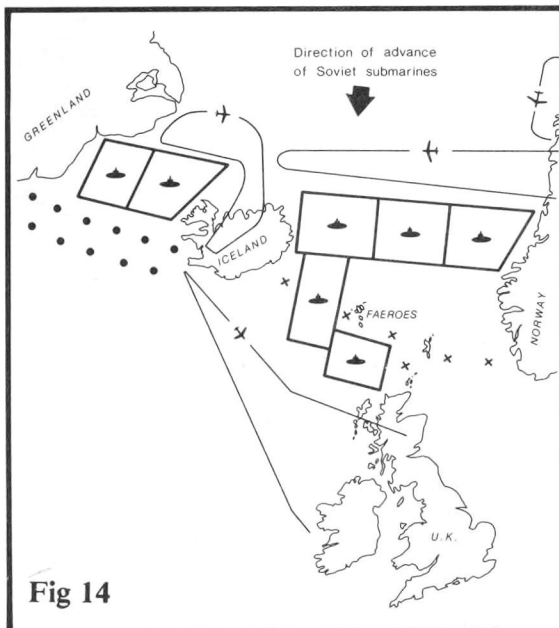 Direction of advance
of Soviet submarines
GREENLAND
ICELAND
FAEROES
NORWAY
U.K.
Fig 14